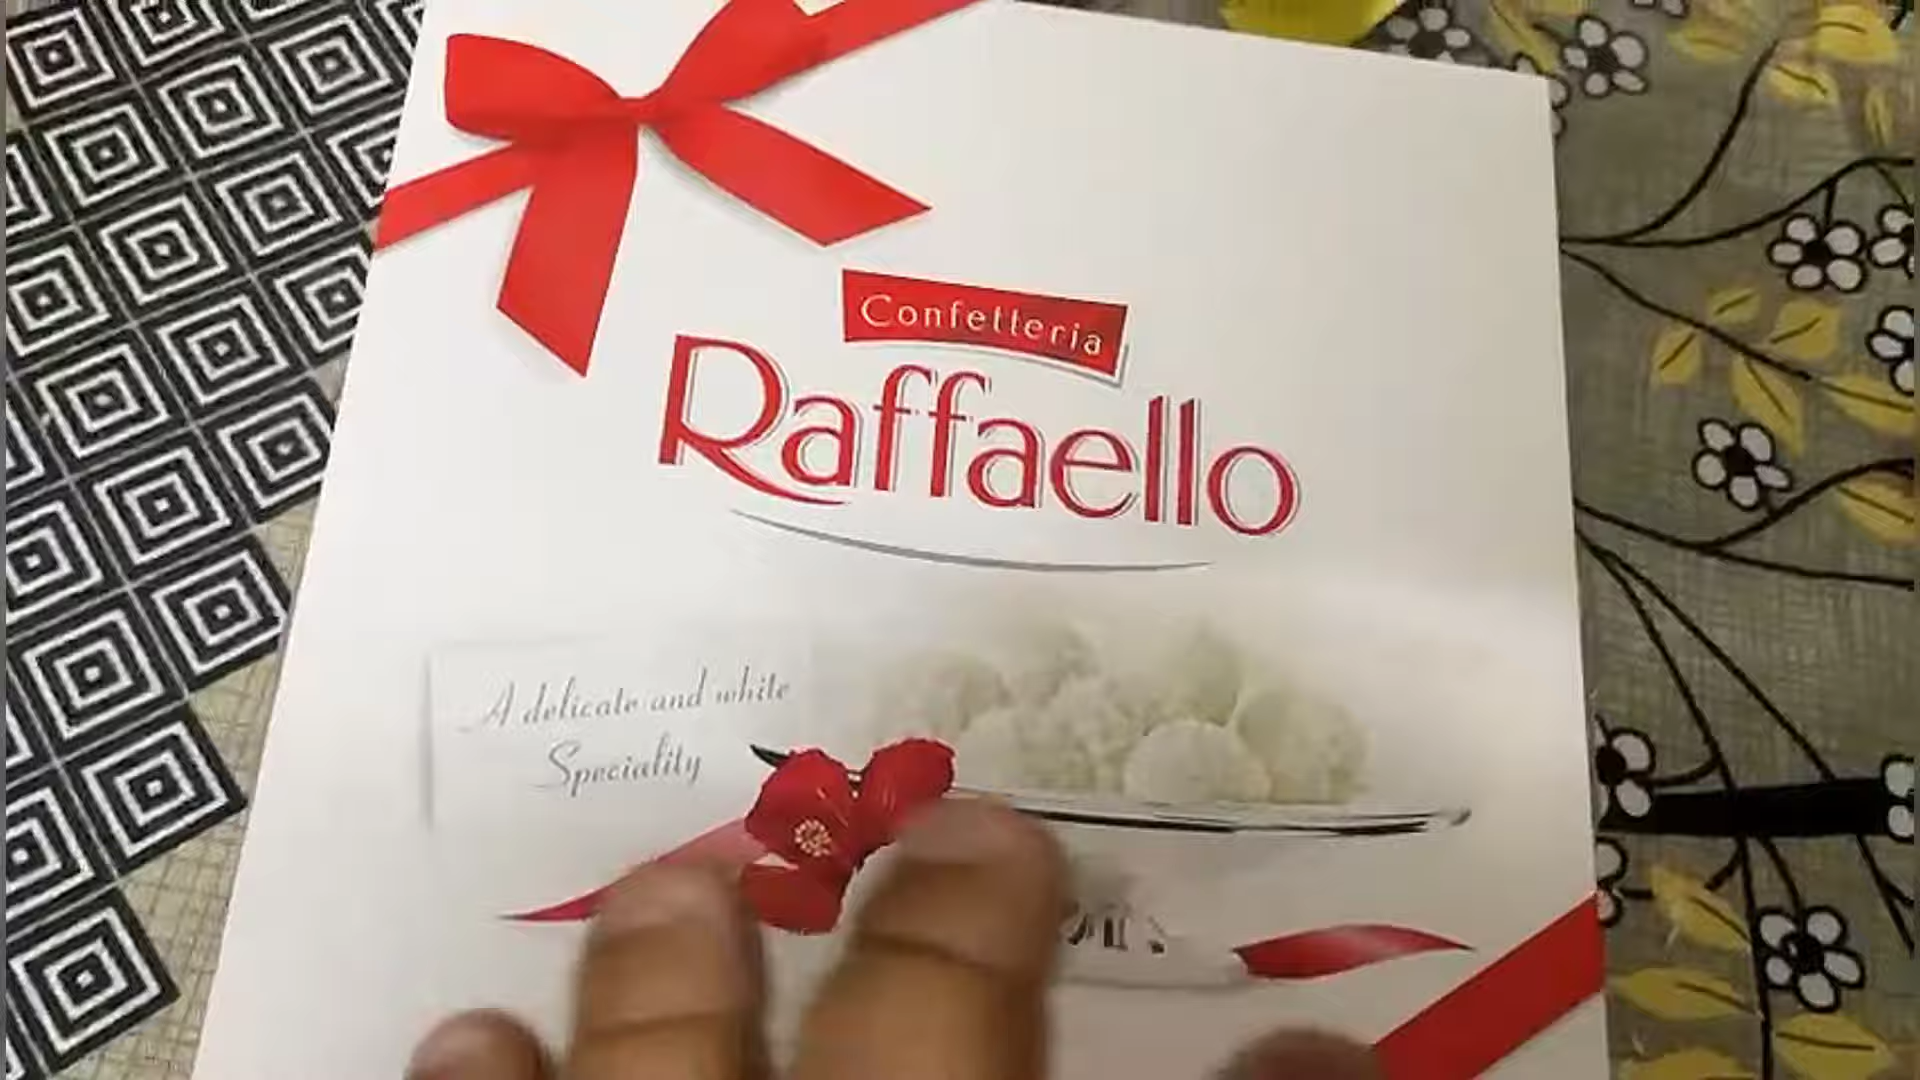 Confetteria
Raffaello
A delicate and white
Speciality